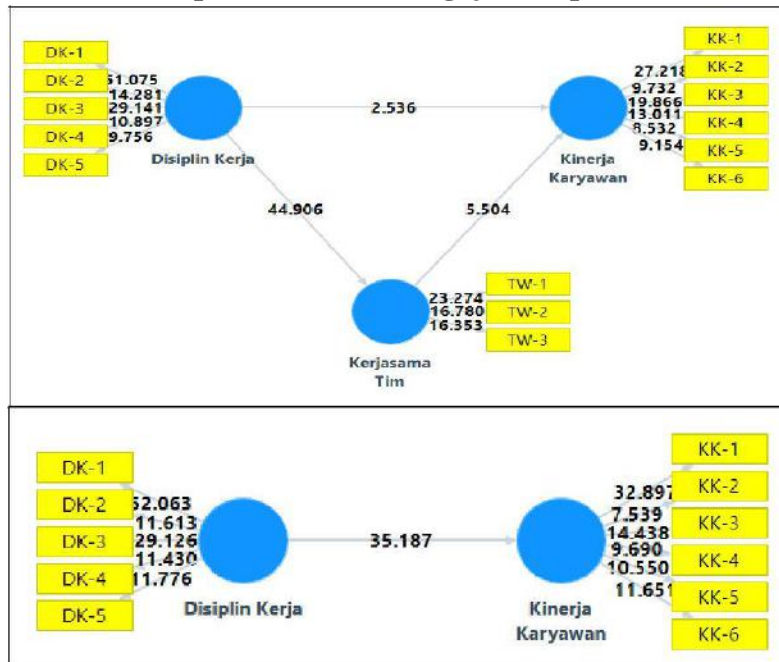 DK-1
DK-2
DK-3
DK-4
DK-5
51.075
14.281
29.141
10.897
9.756
Disiplin Kerja
2.536
44.906
5.504
KK-1
KK-2
KK-3
KK-4
KK-5
KK-6
27.218
9.732
19.866
13.011
8.532
9.154
Kinerja
Karyawan
TW-1
TW-2
TW-3
23.274
16.780
16.353
Kerjasama
Tim
DK-1
DK-2
DK-3
DK-4
DK-5
52.063
11.613
29.126
11.430
11.776
Disiplin Kerja
35.187
KK-1
KK-2
KK-3
KK-4
KK-5
KK-6
32.897
7.539
14.438
9.690
10.550
11.651
Kinerja
Karyawan